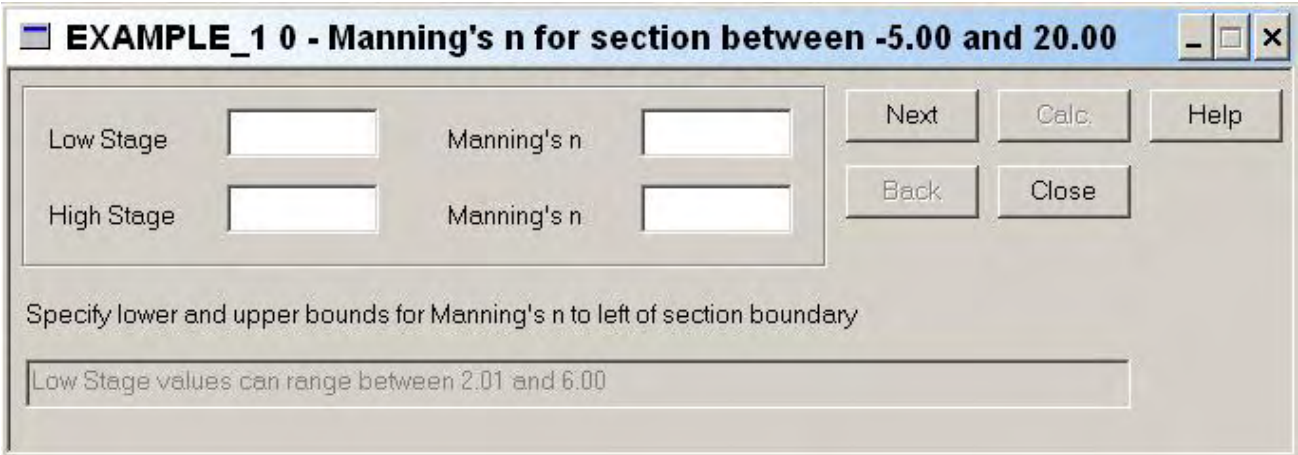 EXAMPLE_1 0 - Manning's n for section between -5.00 and 20.00
Low Stage Manning's n Next Calc. Help
High Stage Manning's n Back Close
Specify lower and upper bounds for Manning's n to left of section boundary
Low Stage values can range between 2.01 and 6.00